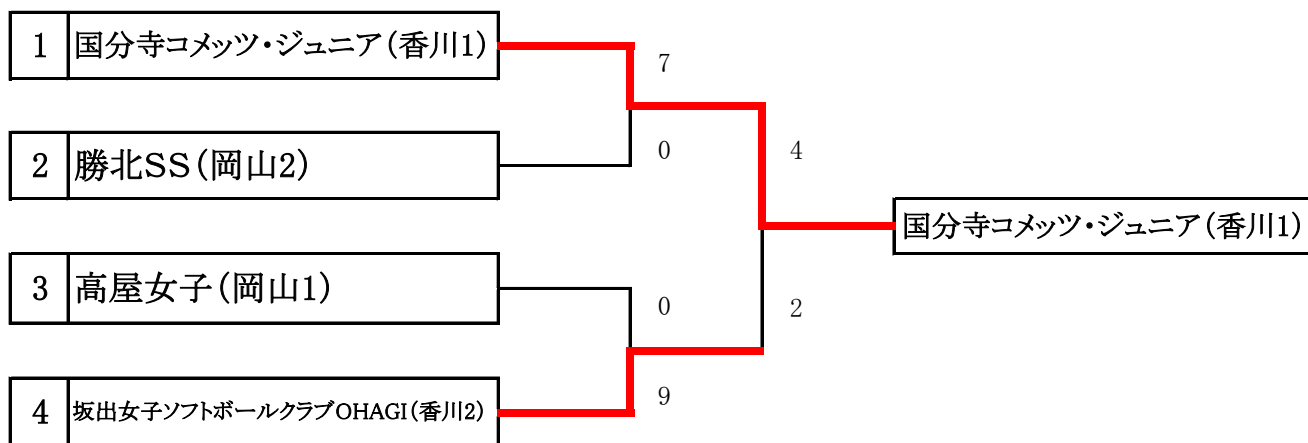 1 国分寺コメッツ・ジュニア(香川1)
7
2 勝北SS(岡山2)
0
4
国分寺コメッツ・ジュニア(香川1)
3 高屋女子(岡山1)
0
2
4 坂出女子ソフトボールクラブOHAGI(香川2)
9